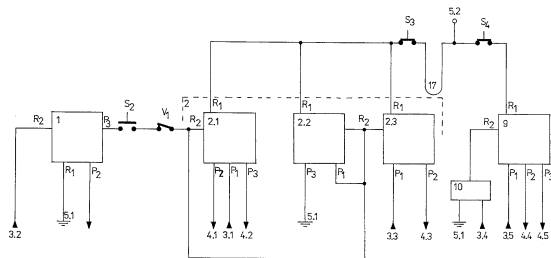 5.2
S3
S4
17
2
R1
R1
R1
R1
S2
V1
R2
1
P3
R2
2.1
2.2
R2
2.3
R2
9
R1
P2
P2
P1
P3
P3
P1
P1
P2
10
P1
P2
P3
5.1
3.2
4.1
3.1
4.2
5.1
3.3
4.3
5.1
3.4
3.5
4.4
4.5